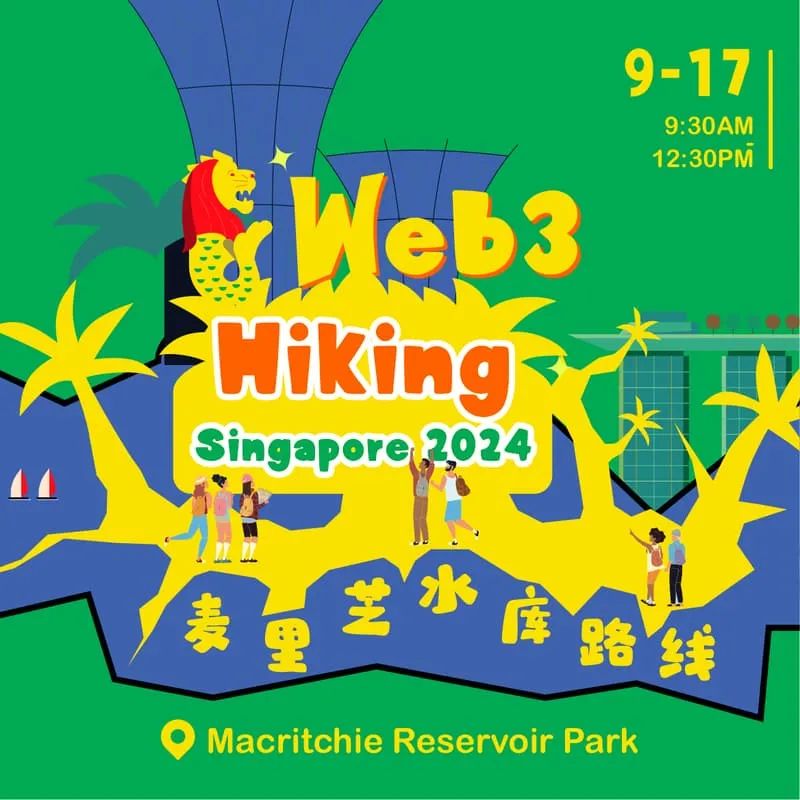 9-17
9:30AM
-
12:30PM
Web3
Hiking
Singapore 2024
麦里芝水库路线
Macritchie Reservoir Park